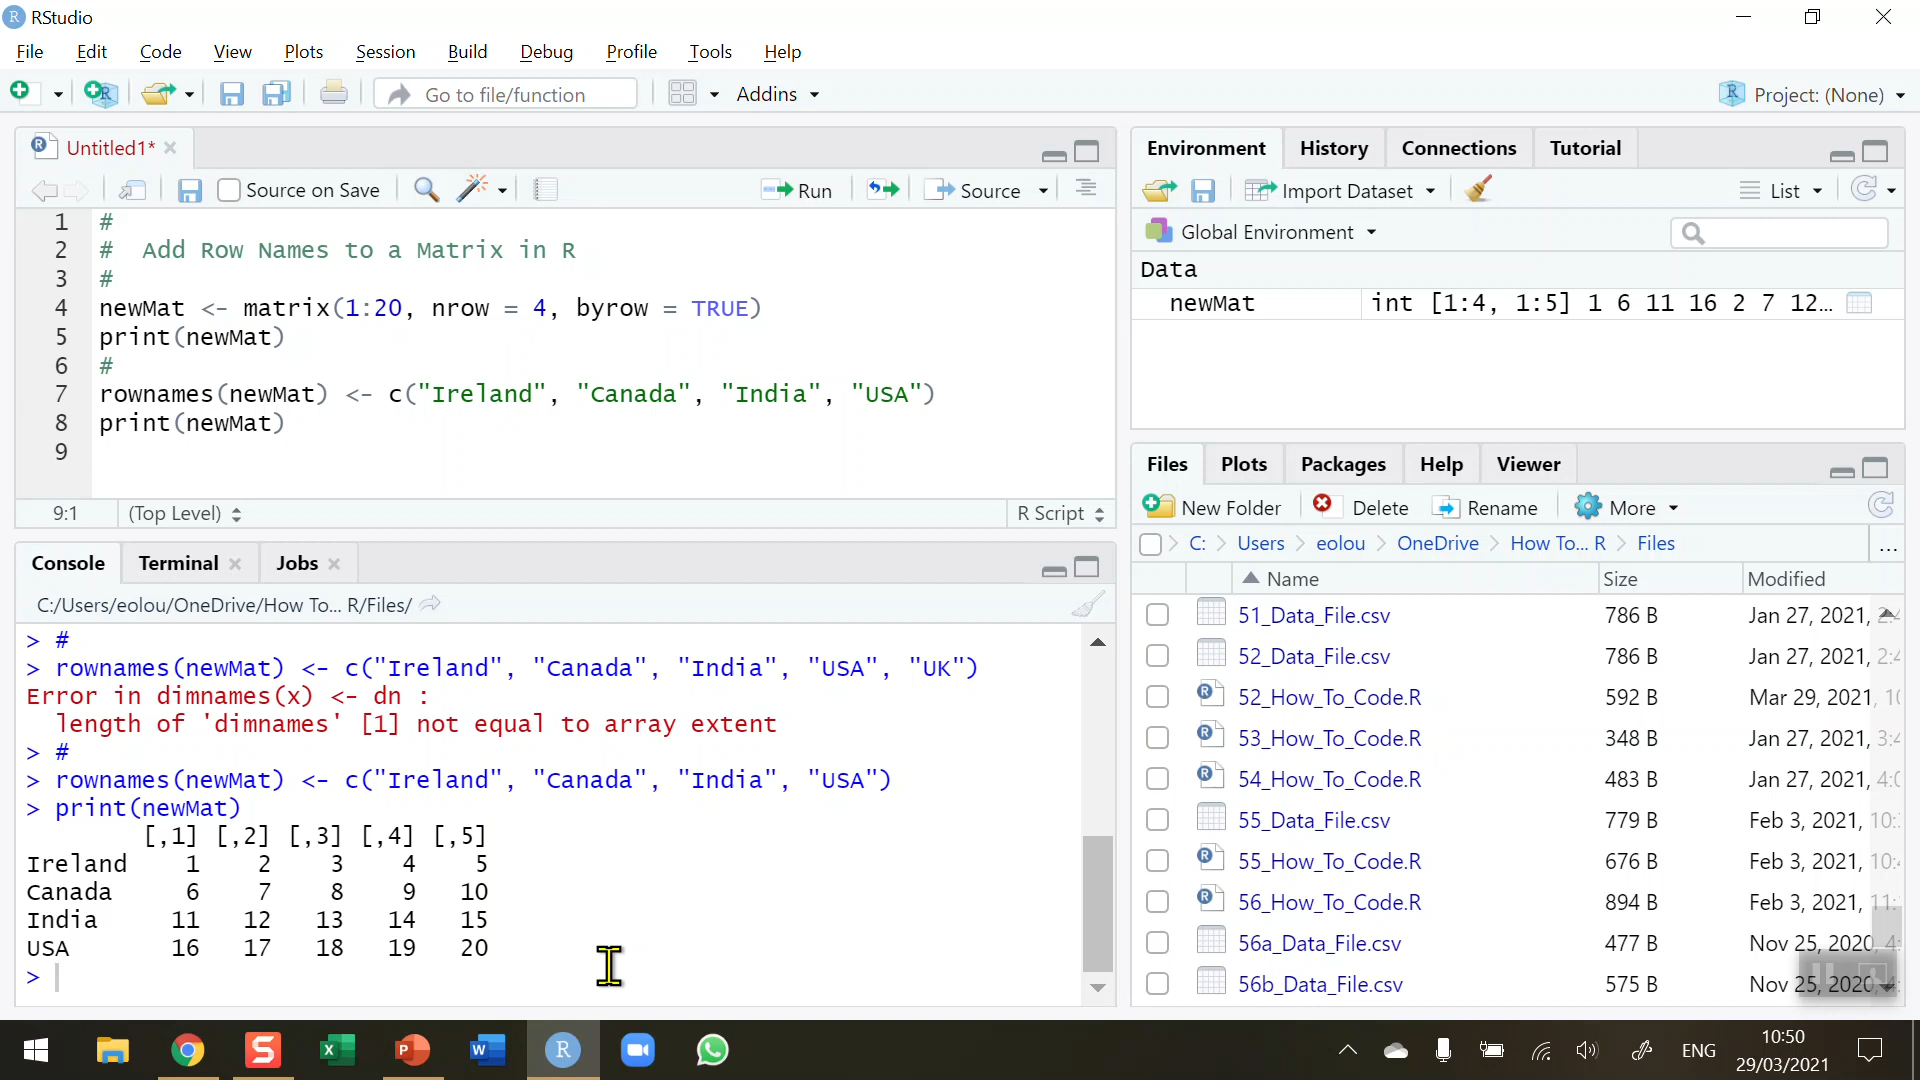 RStudio
File Edit Code View Plots Session Build Debug Profile Tools Help
Go to file/function Addins Project: (None)
Untitled1*
Source on Save Run Source
1 #
2 #  Add Row Names to a Matrix in R
3 #
4 newMat <- matrix(1:20, nrow = 4, byrow = TRUE)
5 print(newMat)
6 #
7 rownames(newMat) <- c("Ireland", "Canada", "India", "USA")
8 print(newMat)
9
9:1 (Top Level) R Script
Console Terminal Jobs
C:/Users/eolou/OneDrive/How To... R/Files/
> #
> rownames(newMat) <- c("Ireland", "Canada", "India", "USA", "UK")
Error in dimnames(x) <- dn :
  length of 'dimnames' [1] not equal to array extent
> #
> rownames(newMat) <- c("Ireland", "Canada", "India", "USA")
> print(newMat)
        [,1] [,2] [,3] [,4] [,5]
Ireland    1    2    3    4    5
Canada     6    7    8    9   10
India     11   12   13   14   15
USA       16   17   18   19   20
>
Environment History Connections Tutorial
Import Dataset List
Global Environment
Data
newMat int [1:4, 1:5] 1 6 11 16 2 7 12...
Files Plots Packages Help Viewer
New Folder Delete Rename More
C: Users eolou OneDrive How To... R Files ...
Name Size Modified
51_Data_File.csv 786 B Jan 27, 2021,
52_Data_File.csv 786 B Jan 27, 2021, 2:4
52_How_To_Code.R 592 B Mar 29, 2021, 10
53_How_To_Code.R 348 B Jan 27, 2021, 3:4
54_How_To_Code.R 483 B Jan 27, 2021, 4:0
55_Data_File.csv 779 B Feb 3, 2021, 10:
55_How_To_Code.R 676 B Feb 3, 2021, 10:
56_How_To_Code.R 894 B Feb 3, 2021, 11:
56a_Data_File.csv 477 B Nov 25, 2020, 4:
56b_Data_File.csv 575 B Nov 25, 2020,
ENG
10:50
29/03/2021